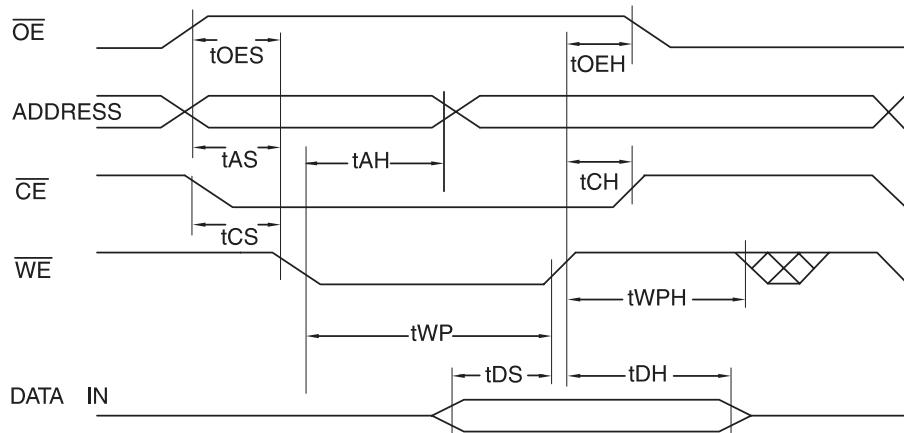 OE
tOES
tOEH
ADDRESS
tAS
tAH
tCH
CE
tCS
WE
tWPH
tWP
tDS
tDH
DATA IN